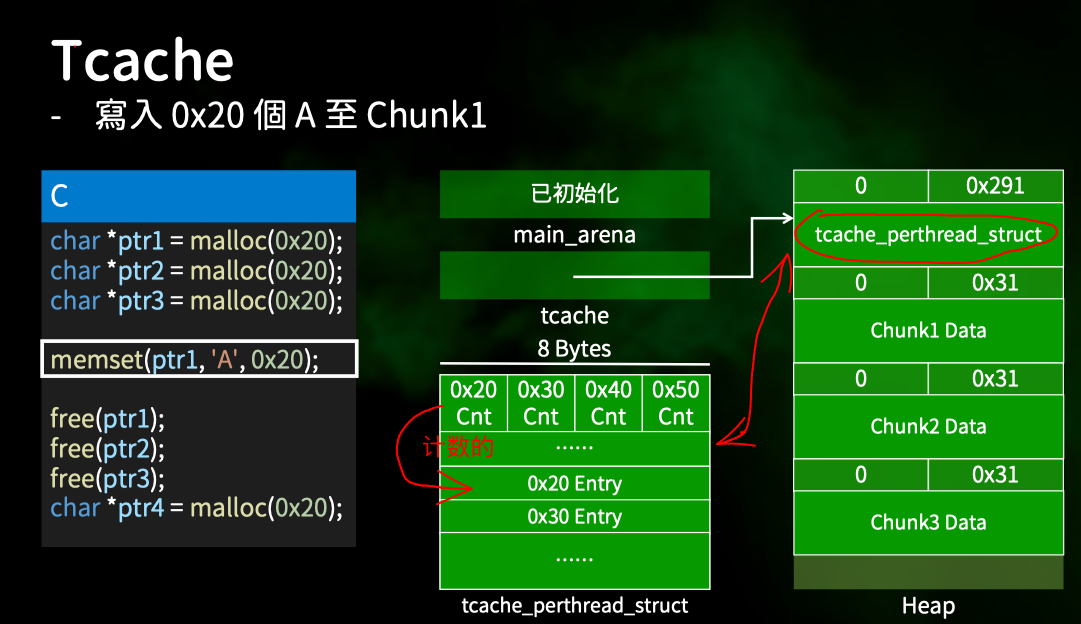 Tcache
- 寫入 0x20 個 A 至 Chunk1
C
char *ptr1 = malloc(0x20);
char *ptr2 = malloc(0x20);
char *ptr3 = malloc(0x20);
memset(ptr1, 'A', 0x20);
free(ptr1);
free(ptr2);
free(ptr3);
char *ptr4 = malloc(0x20);
已初始化
main_arena
tcache
8 Bytes
0x20 Cnt
0x30 Cnt
0x40 Cnt
0x50 Cnt
计数的
......
0x20 Entry
0x30 Entry
......
tcache_perthread_struct
0
0x291
tcache_perthread_struct
0
0x31
Chunk1 Data
0
0x31
Chunk2 Data
0
0x31
Chunk3 Data
Heap